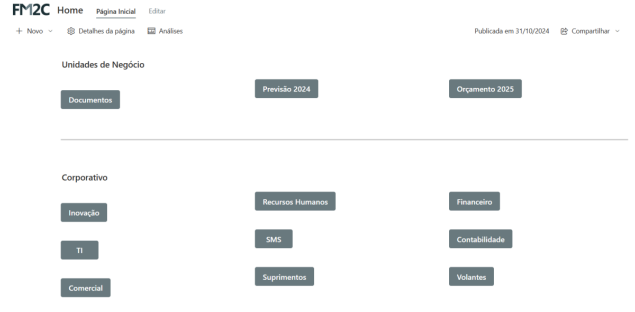 FM2C Home Página Inicial Editar
+ Novo Detalhes da página Análises Publicada em 31/10/2024 Compartilhar
Unidades de Negócio
Documentos Previsão 2024 Orçamento 2025
Corporativo
Inovação Recursos Humanos Financeiro
TI SMS Contabilidade
Comercial Suprimentos Volantes